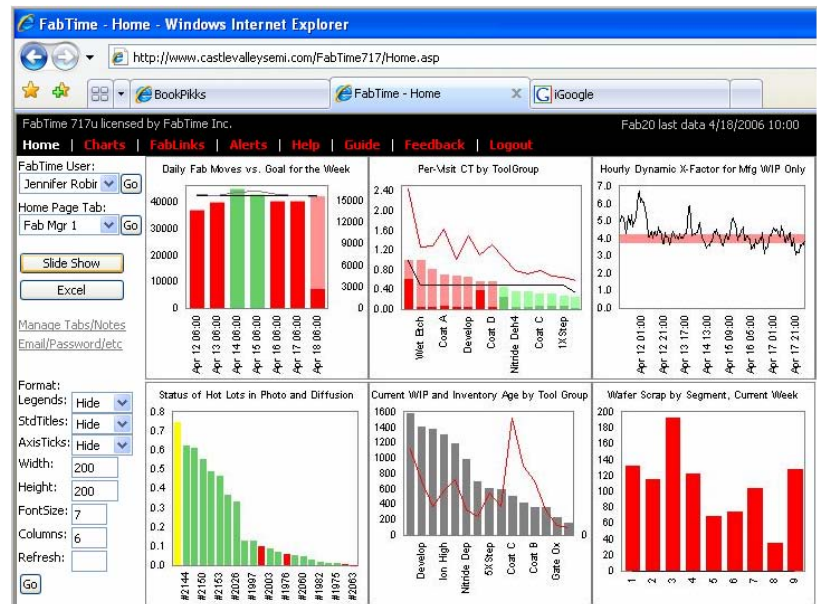 FabTime - Home - Windows Internet Explorer
http://www.castlevalleysemi.com/FabTime717/Home.asp
BookPikks
FabTime - Home
X
iGoogle
FabTime 717u licensed by FabTime Inc.
Fab20 last data 4/18/2006 10:00
Home | Charts | FabLinks | Alerts | Help | Guide | Feedback | Logout
FabTime User:
Jennifer Robir Go
Home Page Tab:
Fab Mgr 1 Go
Slide Show
Excel
Manage Tabs/Notes
Email/Password/etc
Format:
Legends: Hide
StdTitles: Hide
AxisTicks: Hide
Width: 200
Height: 200
FontSize: 7
Columns: 6
Refresh:
Go
Daily Fab Moves vs. Goal for the Week
40000
30000
20000
10000
0
15000
12000
9000
6000
3000
0
Apr 12 06:00
Apr 13 06:00
Apr 14 06:00
Apr 15 06:00
Apr 16 06:00
Apr 17 06:00
Apr 18 06:00
Per-Visit CT by ToolGroup
2.40
2.00
1.60
1.20
0.80
0.40
0.00
Wet Etch
Coat A
Develop
Coat D
Nitride Deh4
Coat C
1X Step
Hourly Dynamic X-Factor for Mfg WIP Only
7.0
6.0
5.0
4.0
3.0
2.0
1.0
0.0
Apr 12 01:00
Apr 12 21:00
Apr 13 17:00
Apr 14 13:00
Apr 15 09:00
Apr 16 05:00
Apr 17 01:00
Apr 17 21:00
Status of Hot Lots in Photo and Diffusion
0.8
0.7
0.6
0.5
0.4
0.3
0.2
0.1
0.0
#2144
#2150
#2153
#2026
#1997
#2003
#1976
#2060
#1982
#1975
#2063
Current WIP and Inventory Age by Tool Group
1600
1400
1200
1000
800
600
400
200
0
0
Develop
Ion High
Nitride Dep
5X Step
Coat C
Coat B
Gate Ox
Wafer Scrap by Segment, Current Week
200
180
160
140
120
100
80
60
40
20
0
1
2
3
4
5
6
7
8
9